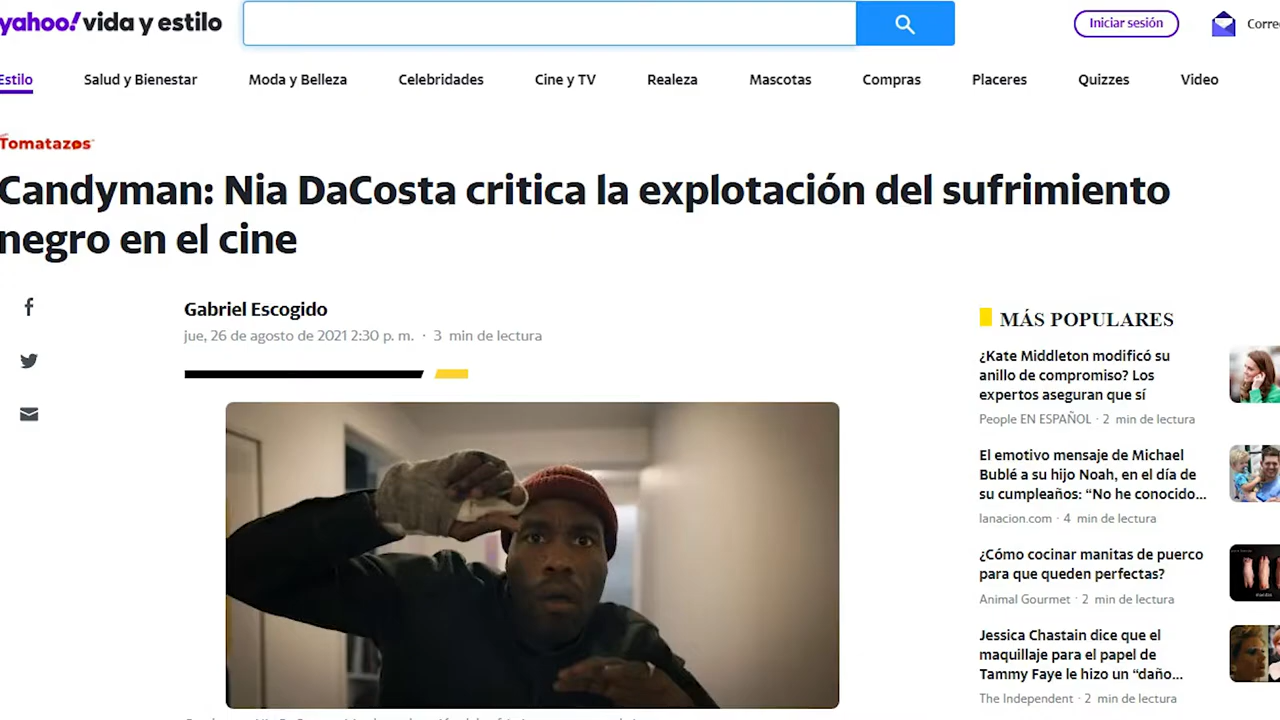 yahoo! vida y estilo
Iniciar sesión
Estilo
Salud y Bienestar
Moda y Belleza
Celebridades
Cine y TV
Realeza
Mascotas
Compras
Placeres
Quizzes
Video
Tomatazos
Candyman: Nia DaCosta critica la explotación del sufrimiento
negro en el cine
Gabriel Escogido
jue, 26 de agosto de 2021 2:30 p. m. · 3 min de lectura
MÁS POPULARES
¿Kate Middleton modificó su
anillo de compromiso? Los
expertos aseguran que sí
People EN ESPAÑOL · 2 min de lectura
El emotivo mensaje de Michael
Bublé a su hijo Noah, en el día de
su cumpleaños: “No he conocido...
lanacion.com · 4 min de lectura
¿Cómo cocinar manitas de puerco
para que queden perfectas?
Animal Gourmet · 2 min de lectura
Jessica Chastain dice que el
maquillaje para el papel de
Tammy Faye le hizo un “daño...
The Independent · 2 min de lectura